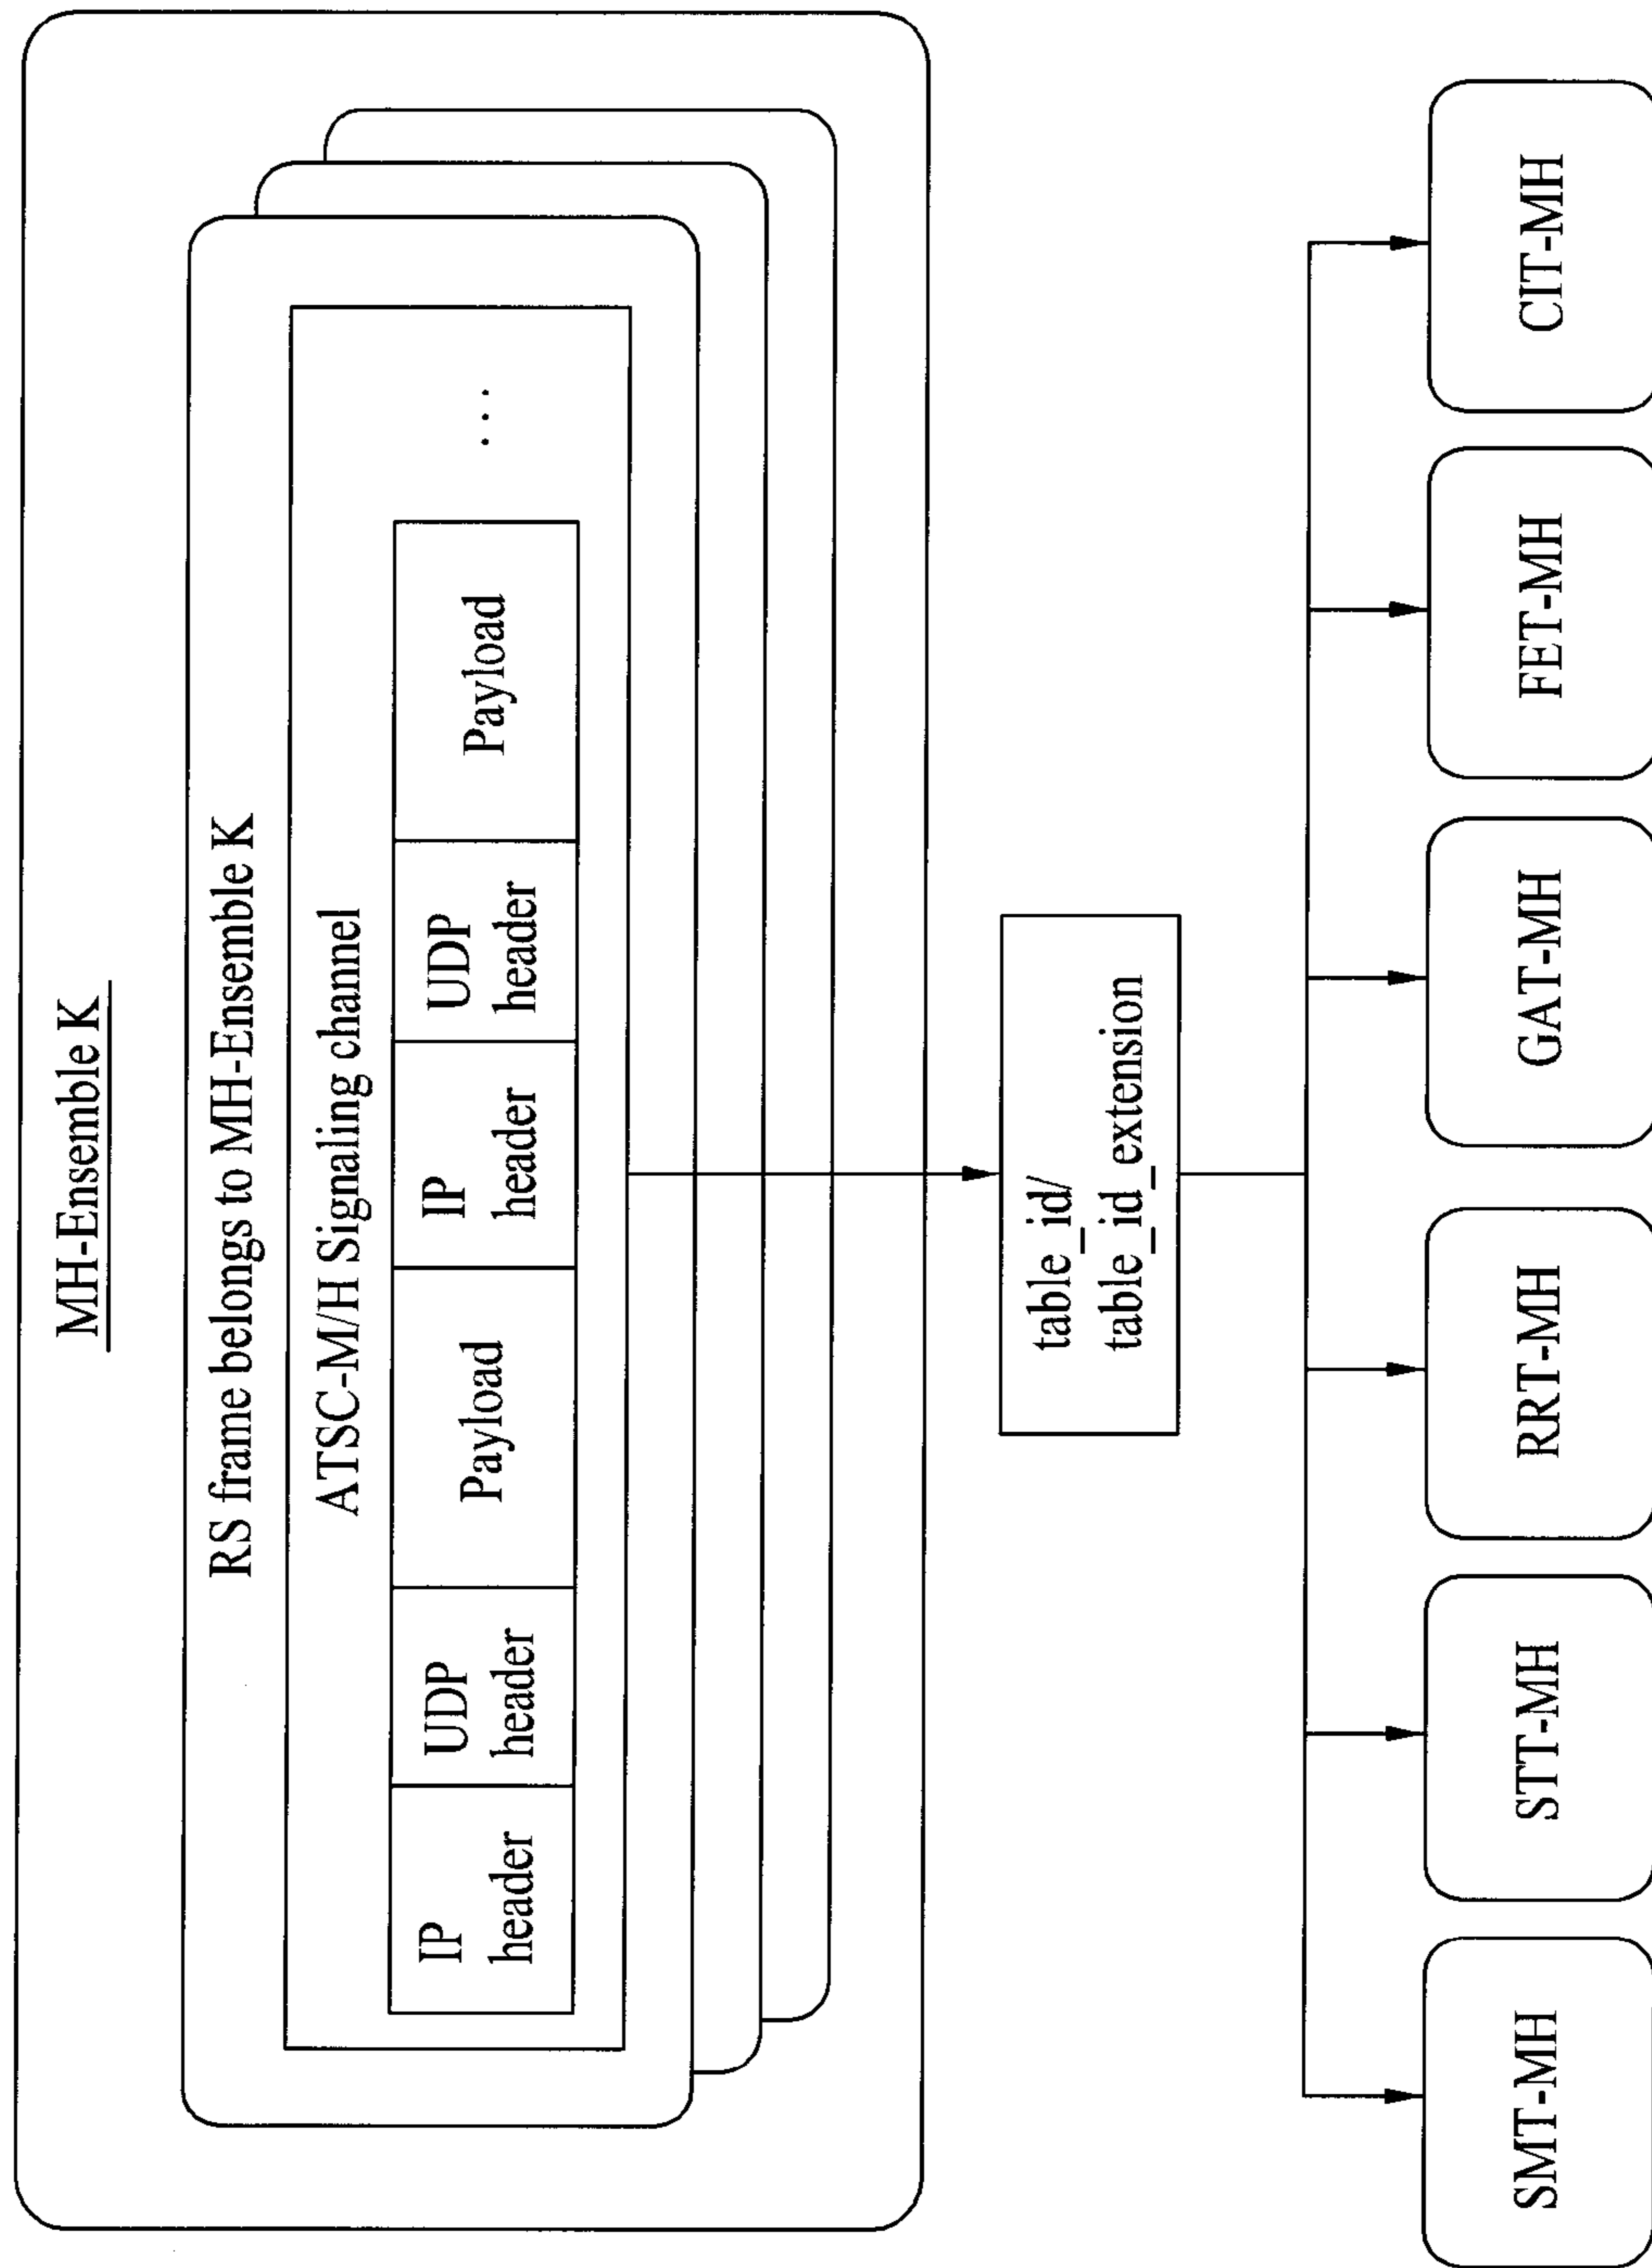 MH-Ensemble K
RS frame belongs to MH-Ensemble K
ATSC-M/H Signaling channel
IP
header
UDP
header
Payload
IP
header
UDP
header
Payload
...
table_id/
table_id_extension
SMT-MH
STT-MH
RRT-MH
GAT-MH
FET-MH
CIT-MH